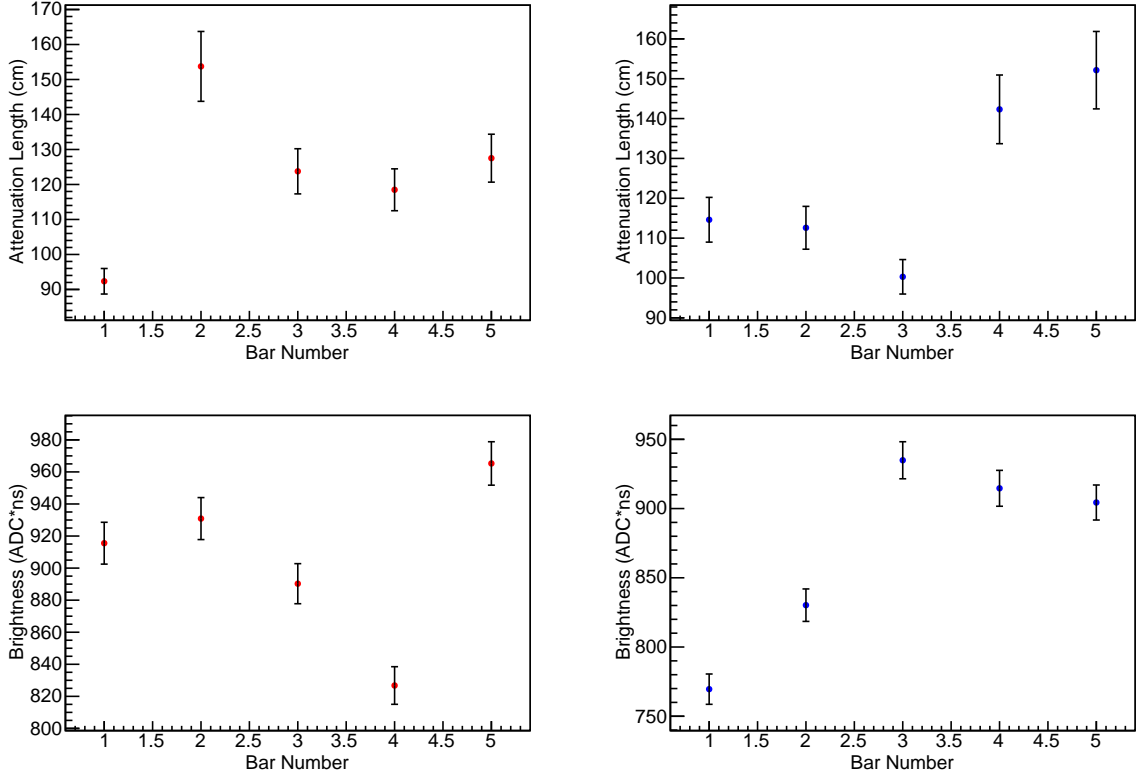 Attenuation Length (cm)
170
160
150
140
130
120
110
100
90
1 1.5 2 2.5 3 3.5 4 4.5 5
Bar Number
Attenuation Length (cm)
160
150
140
130
120
110
100
90
1 1.5 2 2.5 3 3.5 4 4.5 5
Bar Number
Brightness (ADC*ns)
980
960
940
920
900
880
860
840
820
800
1 1.5 2 2.5 3 3.5 4 4.5 5
Bar Number
Brightness (ADC*ns)
950
900
850
800
750
1 1.5 2 2.5 3 3.5 4 4.5 5
Bar Number